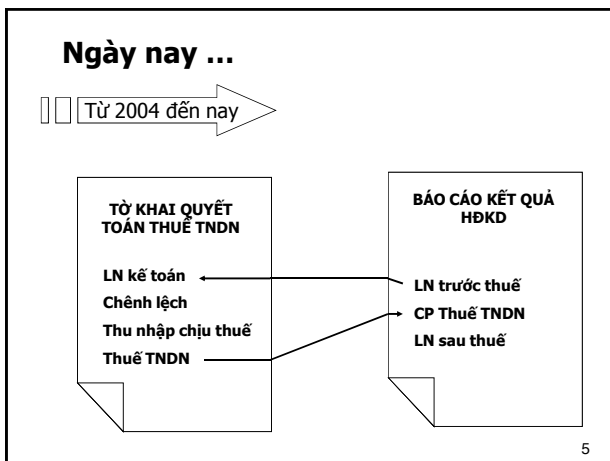 Ngày nay ...
Từ 2004 đến nay
TỜ KHAI QUYẾT
TOÁN THUẾ TNDN
LN kế toán
Chênh lệch
Thu nhập chịu thuế
Thuế TNDN
BÁO CÁO KẾT QUẢ
HĐKD
LN trước thuế
CP Thuế TNDN
LN sau thuế
5